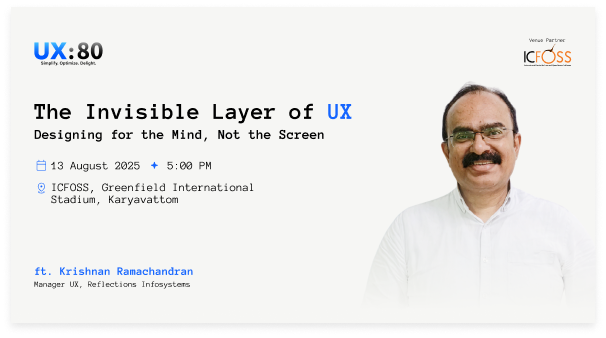 UX:80
Simplify. Optimize. Delight.
Venue Partner
ICFOSS
The Invisible Layer of UX
Designing for the Mind, Not the Screen
13 August 2025 ✦ 5:00 PM
ICFOSS, Greenfield International
Stadium, Karyavattom
ft. Krishnan Ramachandran
Manager UX, Reflections Infosystems